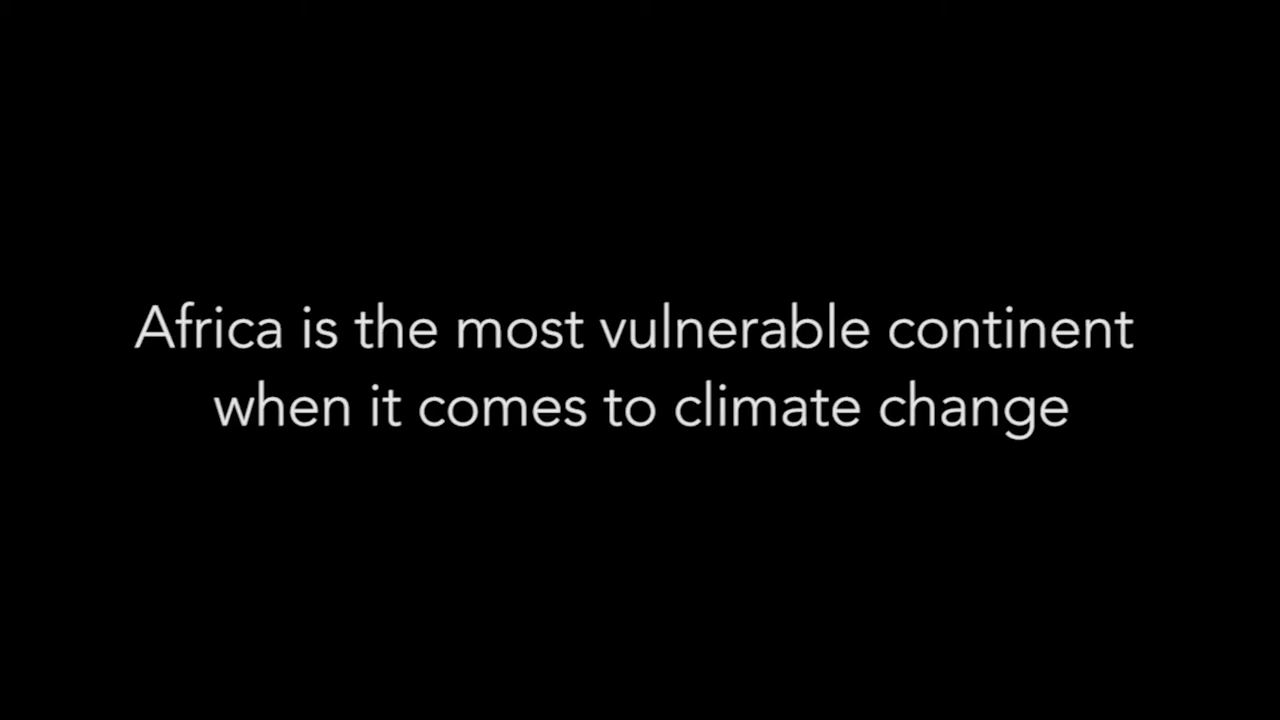 Africa is the most vulnerable continent
when it comes to climate change